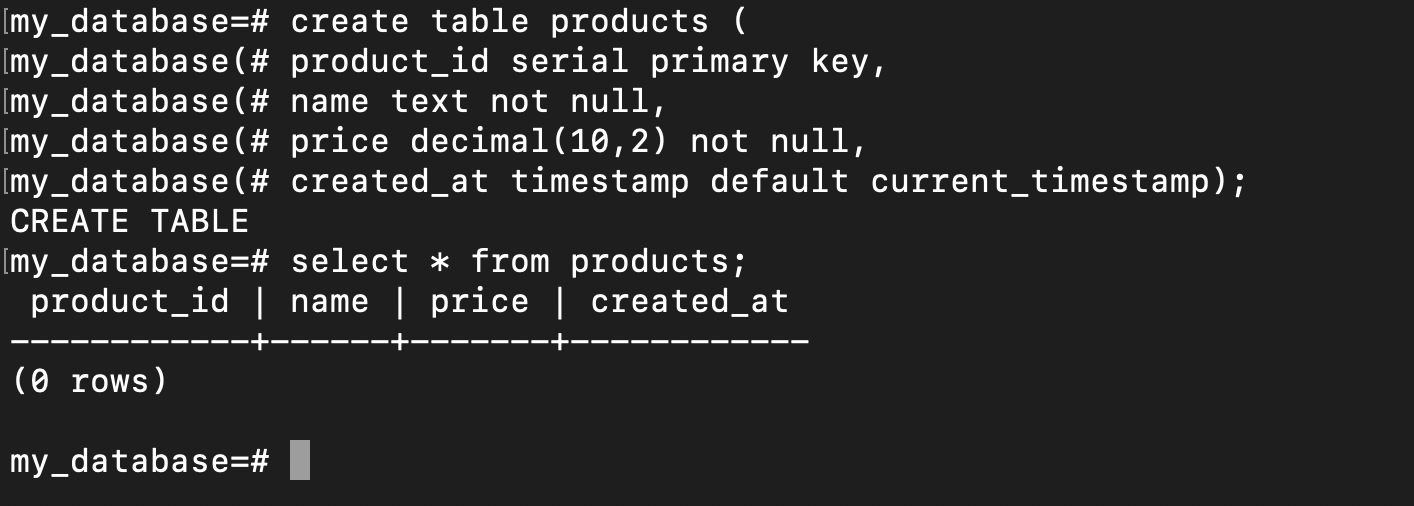 my_database=# create table products (
my_database(# product_id serial primary key,
my_database(# name text not null,
my_database(# price decimal(10,2) not null,
my_database(# created_at timestamp default current_timestamp);
CREATE TABLE
my_database=# select * from products;
 product_id | name | price | created_at
------------+------+-------+------------
(0 rows)

my_database=#